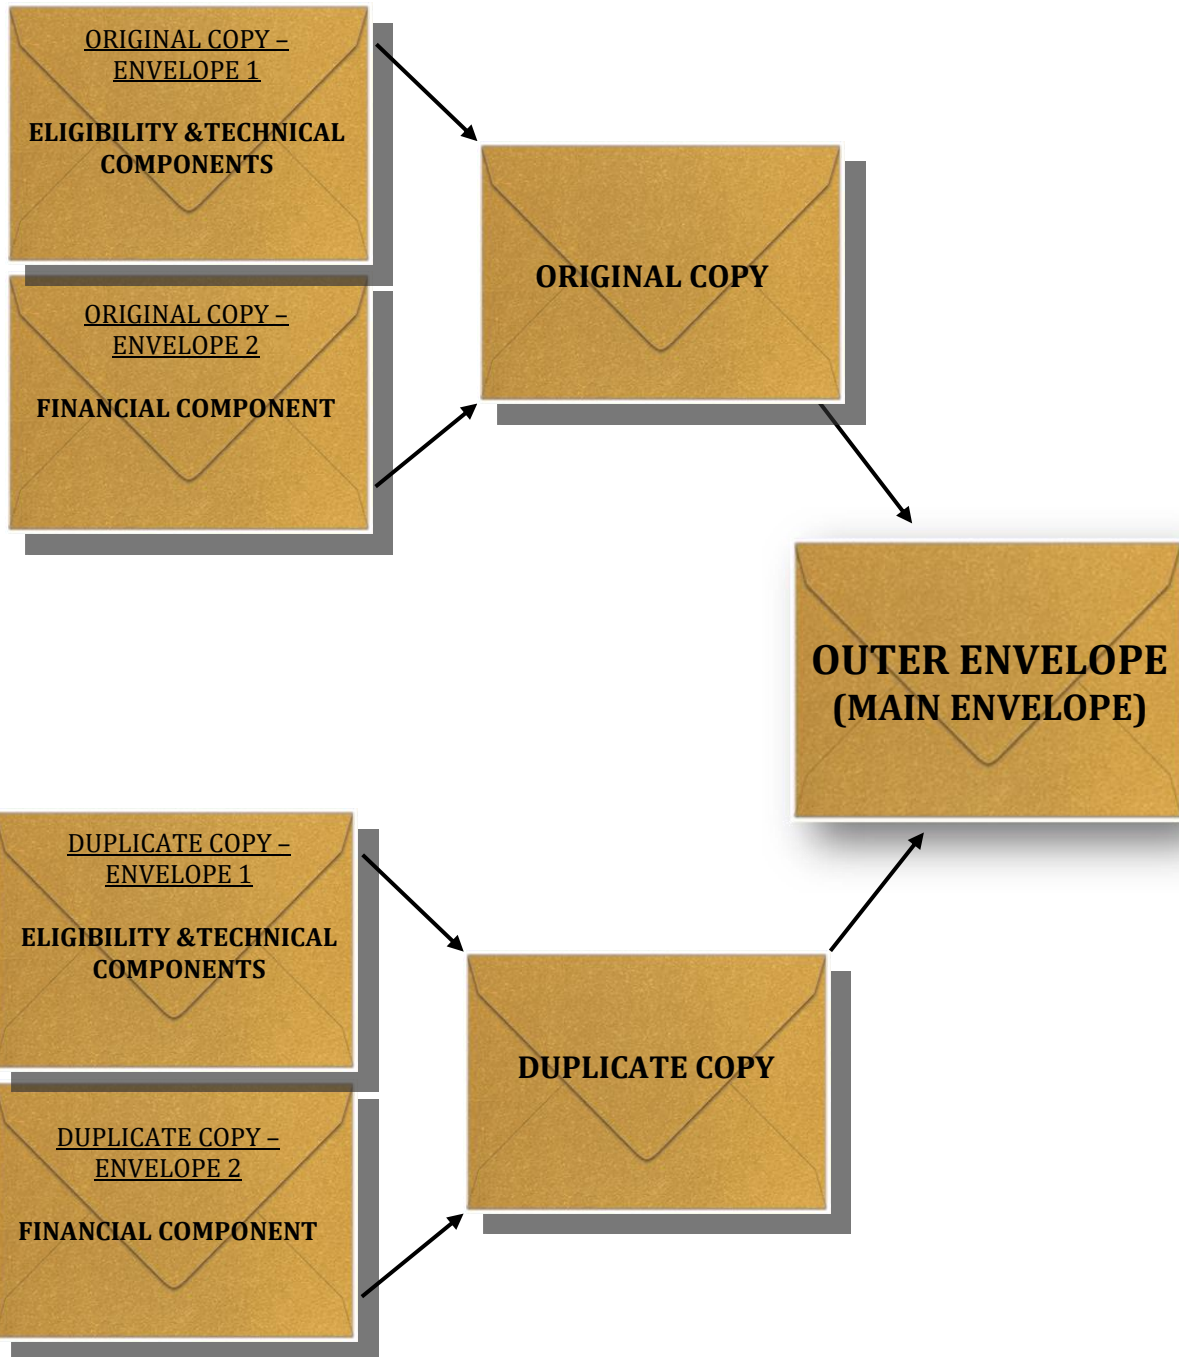 ORIGINAL COPY –
ENVELOPE 1
ELIGIBILITY &TECHNICAL
COMPONENTS
ORIGINAL COPY –
ENVELOPE 2
FINANCIAL COMPONENT
ORIGINAL COPY
OUTER ENVELOPE
(MAIN ENVELOPE)
DUPLICATE COPY –
ENVELOPE 1
ELIGIBILITY &TECHNICAL
COMPONENTS
DUPLICATE COPY –
ENVELOPE 2
FINANCIAL COMPONENT
DUPLICATE COPY